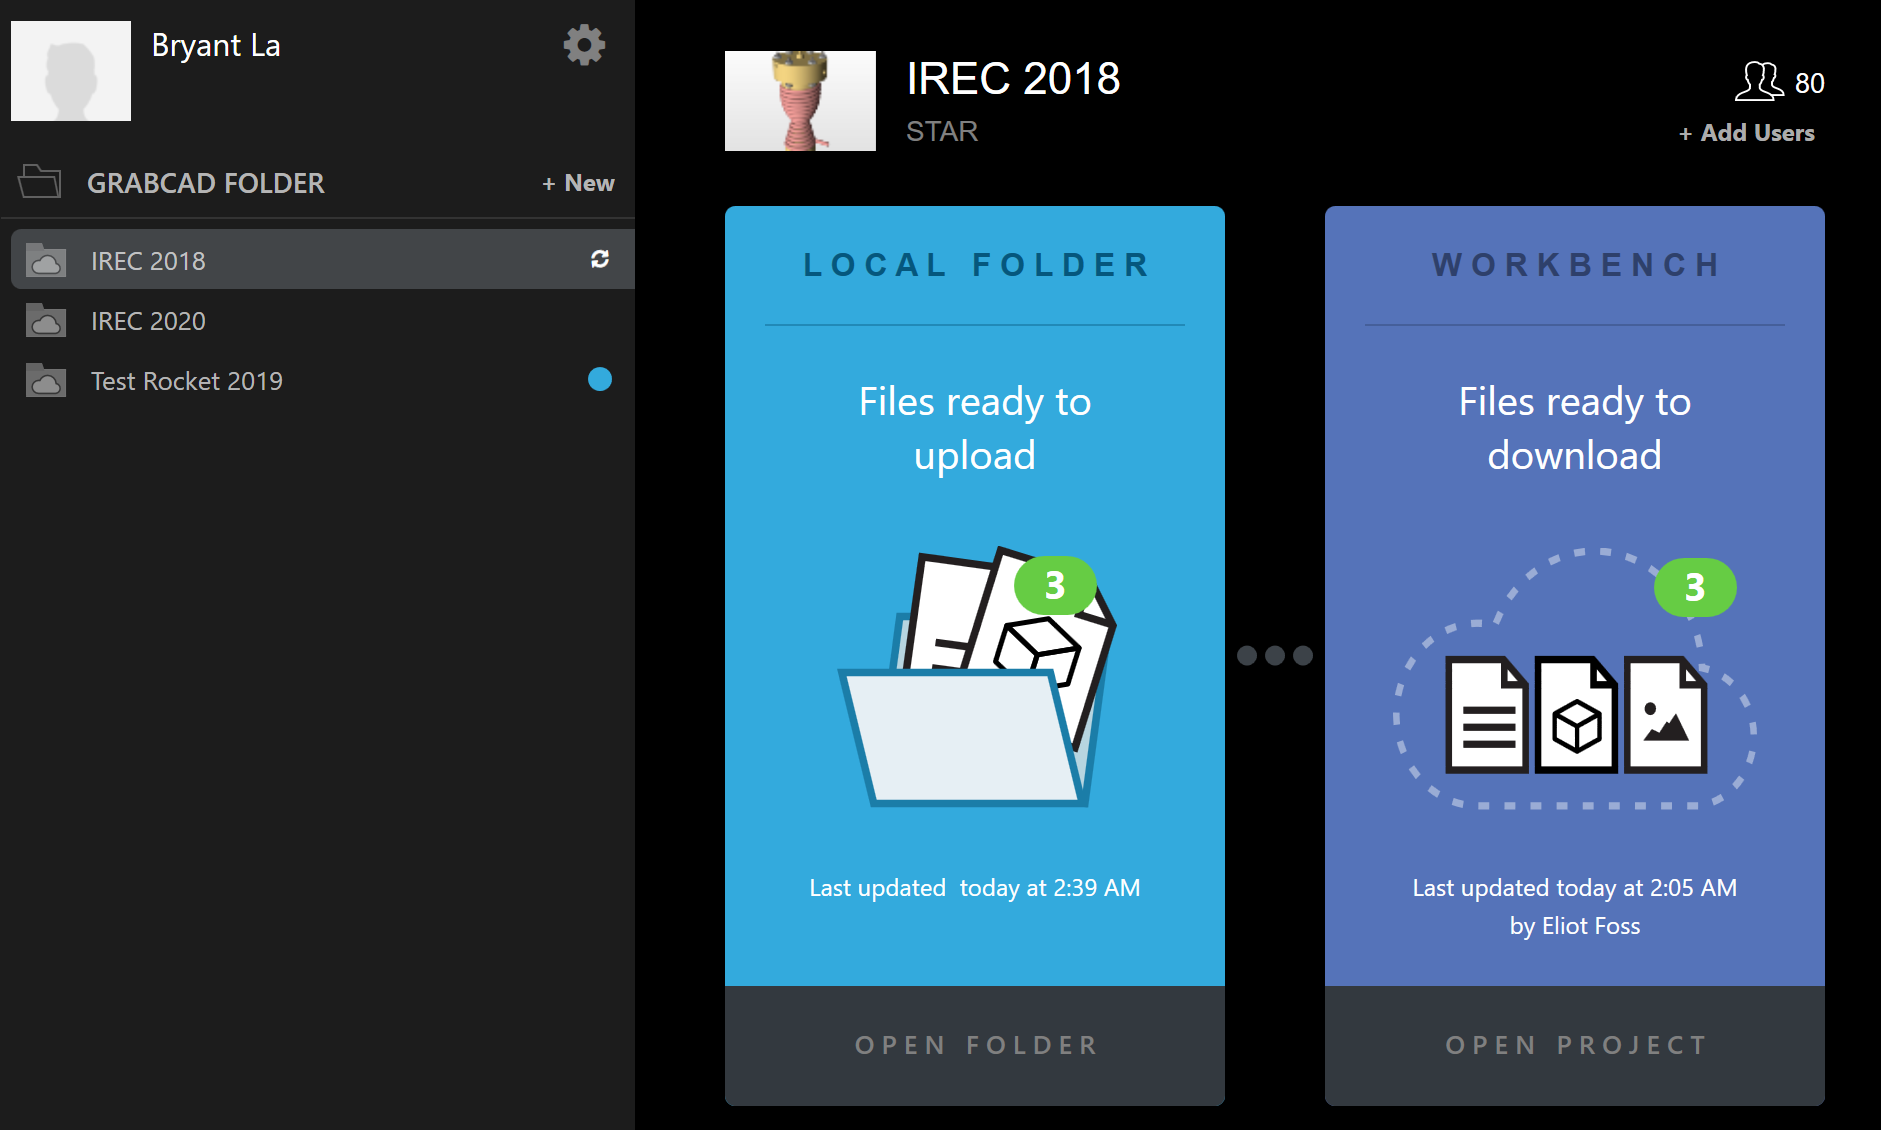 Bryant La
GRABCAD FOLDER
+ New
IREC 2018
IREC 2020
Test Rocket 2019
IREC 2018
STAR
80
+ Add Users
LOCAL FOLDER
Files ready to
upload
3
Last updated  today at 2:39 AM
OPEN FOLDER
WORKBENCH
Files ready to
download
3
Last updated today at 2:05 AM
by Eliot Foss
OPEN PROJECT